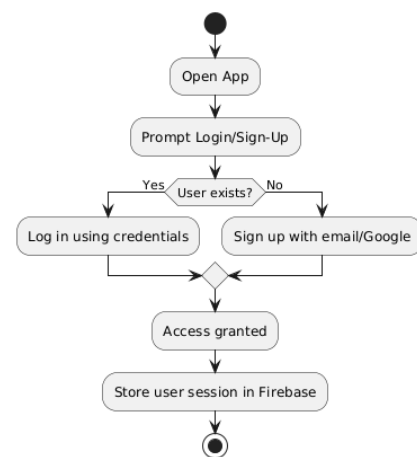 Open App
Prompt Login/Sign-Up
Yes
User exists?
No
Log in using credentials
Sign up with email/Google
Access granted
Store user session in Firebase